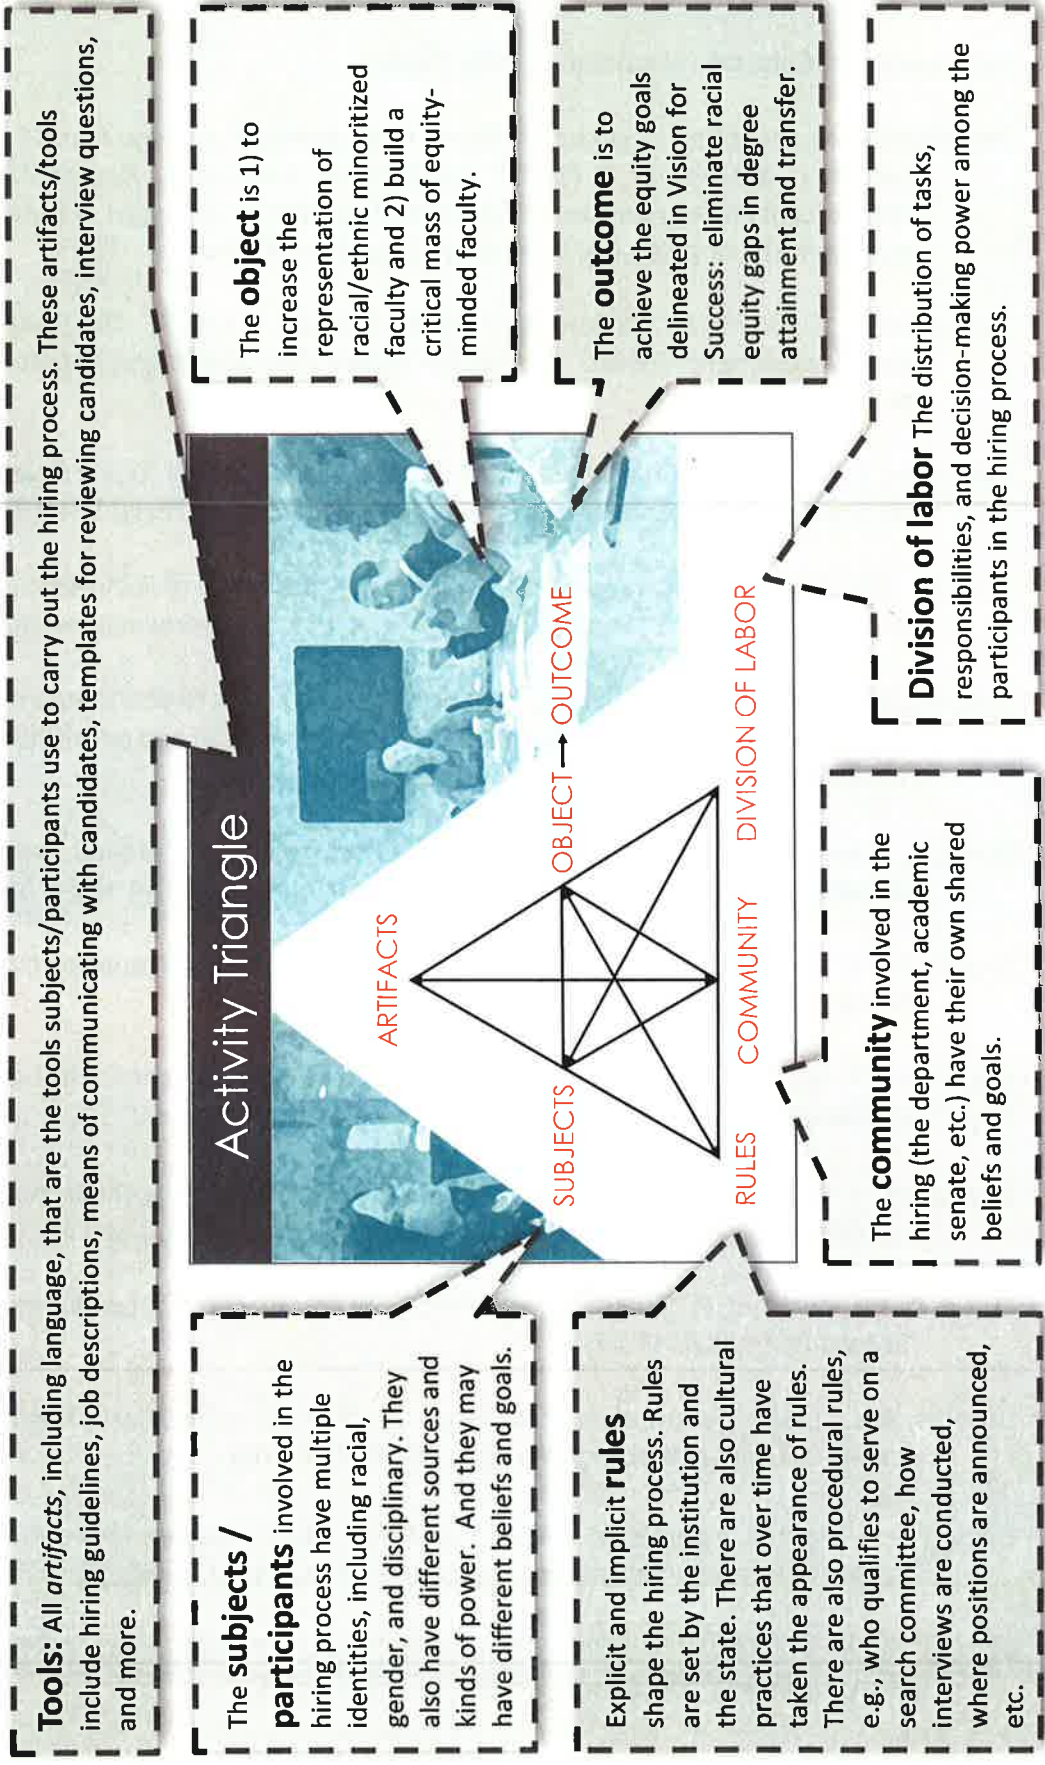 Tools: All artifacts, including language, that are the tools subjects/participants use to carry out the hiring process. These artifacts/tools
include hiring guidelines, job descriptions, means of communicating with candidates, templates for reviewing candidates, interview questions,
and more.
The subjects /
participants involved in the
hiring process have multiple
identities, including racial,
gender, and disciplinary. They
also have different sources and
kinds of power. And they may
have different beliefs and goals.
Activity Triangle
ARTIFACTS
SUBJECTS
OBJECT
OUTCOME
RULES
COMMUNITY
DIVISION OF LABOR
The object is 1) to
increase the
representation of
racial/ethnic minoritized
faculty and 2) build a
critical mass of equity-
minded faculty.
The outcome is to
achieve the equity goals
delineated in Vision for
Success: eliminate racial
equity gaps in degree
attainment and transfer.
Explicit and implicit rules
shape the hiring process. Rules
are set by the institution and
the state. There are also cultural
practices that over time have
taken the appearance of rules.
There are also procedural rules,
e.g., who qualifies to serve on a
search committee, how
interviews are conducted,
where positions are announced,
etc.
The community involved in the
hiring (the department, academic
senate, etc.) have their own shared
beliefs and goals.
Division of labor The distribution of tasks,
responsibilities, and decision-making power among the
participants in the hiring process.